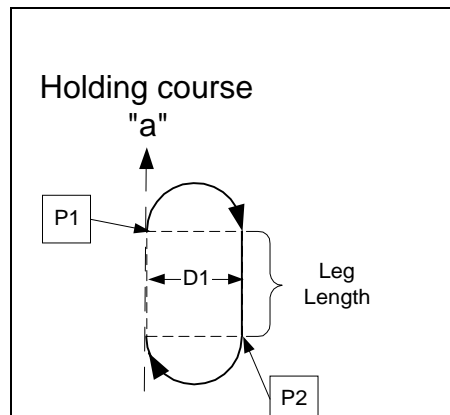 Holding course
"a"
P1
D1
Leg
Length
P2